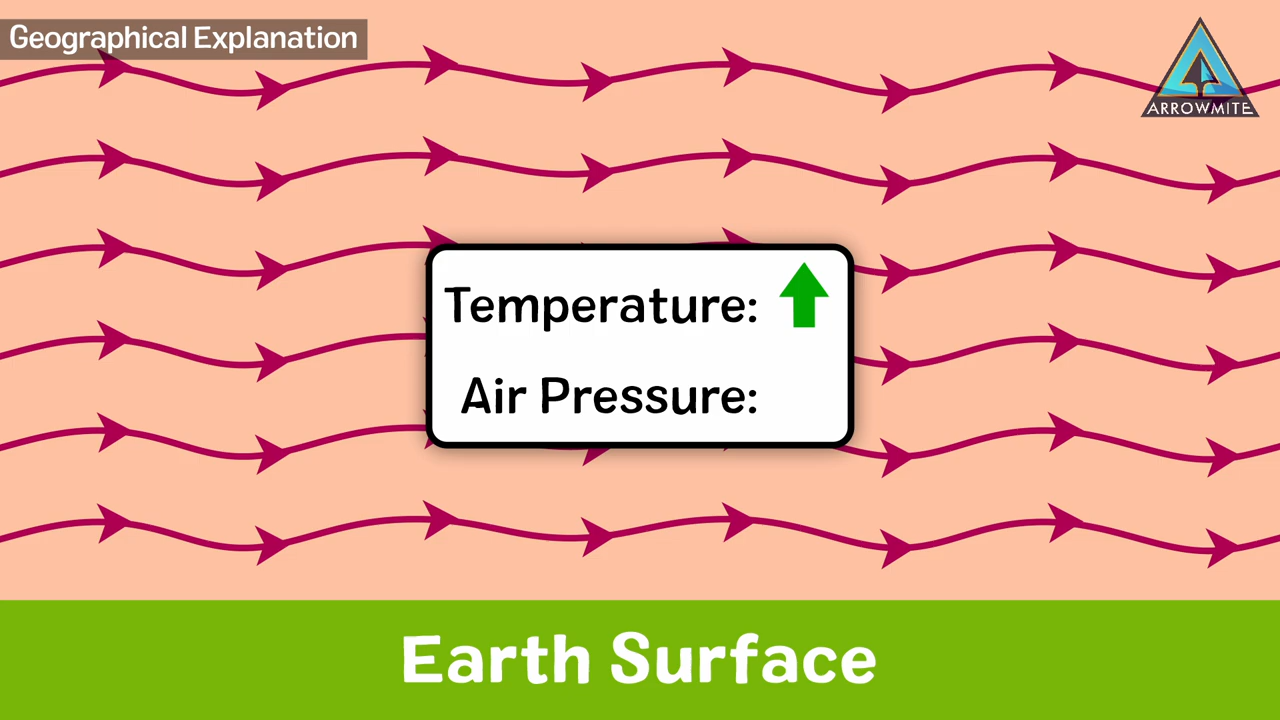 Geographical Explanation
ARROWMITE
Temperature:
Air Pressure:
Earth Surface